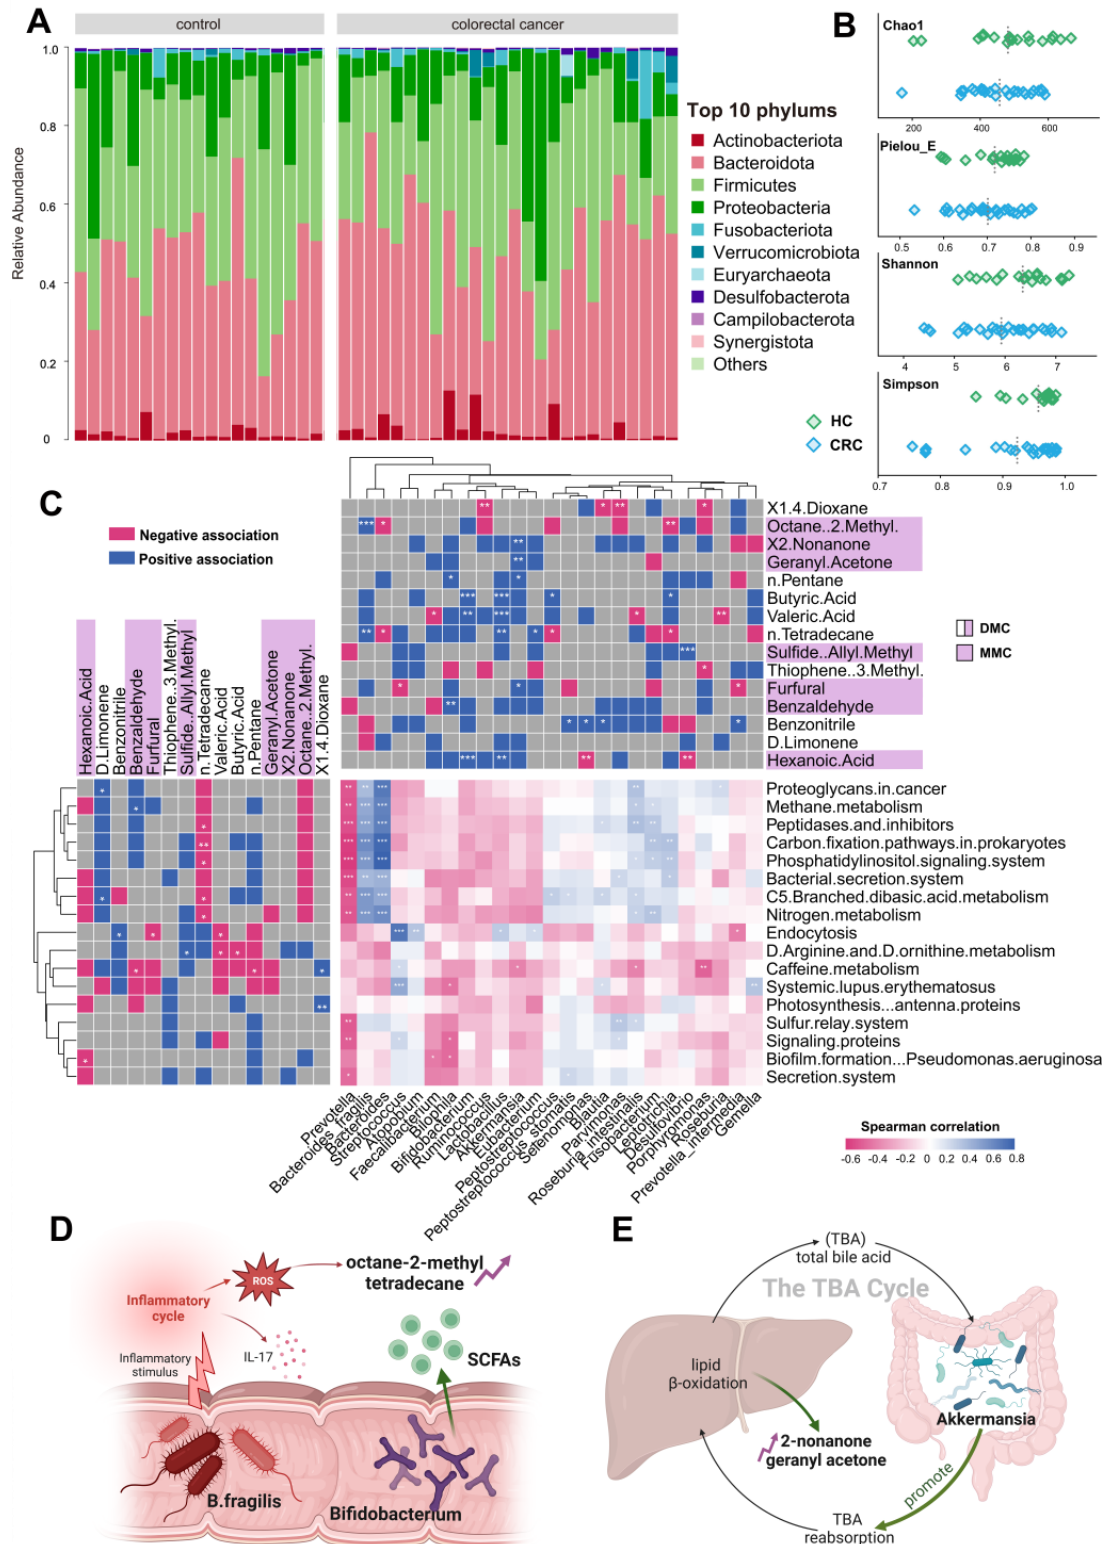 A
control
colorectal cancer
Relative Abundance
1.0
0.8
0.6
0.4
0.2
0
Top 10 phylums
Actinobacteriota
Bacteroidota
Firmicutes
Proteobacteria
Fusobacteriota
Verrucomicrobiota
Euryarchaeota
Desulfobacterota
Campilobacterota
Synergistota
Others
B
Chao1
200 400 600
Pielou_E
0.5 0.6 0.7 0.8 0.9
Shannon
4 5 6 7
Simpson
0.7 0.8 0.9 1.0
HC
CRC
C
Negative association
Positive association
X1.4.Dioxane
Octane..2.Methyl.
X2.Nonanone
Geranyl.Acetone
n.Pentane
Butyric.Acid
Valeric.Acid
n.Tetradecane
Sulfide..Allyl.Methyl
Thiophene..3.Methyl.
Furfural
Benzaldehyde
Benzonitrile
D.Limonene
Hexanoic.Acid
DMC
MMC
Hexanoic.Acid
D.Limonene
Benzonitrile
Benzaldehyde
Furfural
Thiophene..3.Methyl.
Sulfide..Allyl.Methyl
n.Tetradecane
Valeric.Acid
Butyric.Acid
n.Pentane
Geranyl.Acetone
X2.Nonanone
Octane..2.Methyl.
X1.4.Dioxane
Proteoglycans.in.cancer
Methane.metabolism
Peptidases.and.inhibitors
Carbon.fixation.pathways.in.prokaryotes
Phosphatidylinositol.signaling.system
Bacterial.secretion.system
C5.Branched.dibasic.acid.metabolism
Nitrogen.metabolism
Endocytosis
D.Arginine.and.D.ornithine.metabolism
Caffeine.metabolism
Systemic.lupus.erythematosus
Photosynthesis...antenna.proteins
Sulfur.relay.system
Signaling.proteins
Biofilm.formation...Pseudomonas.aeruginosa
Secretion.system
Prevotella
Bacteroides_fragilis
Bacteroides
Streptococcus
Atopobium
Faecalibacterium
Bilophila
Bifidobacterium
Ruminococcus
Lactobacillus
Akkermansia
Eubacterium
Peptostreptococcus
Peptostreptococcus_stomatis
Selenomonas
Blautia
Parvimonas
Roseburia_intestinalis
Fusobacterium
Leptotrichia
Desulfovibrio
Porphyromonas
Roseburia
Prevotella_intermedia
Gemella
Spearman correlation
-0.6 -0.4 -0.2 0 0.2 0.4 0.6 0.8
D
Inflammatory
cycle
ROS
octane-2-methyl
tetradecane
Inflammatory
stimulus
IL-17
SCFAs
B.fragilis
Bifidobacterium
E
(TBA)
total bile acid
The TBA Cycle
lipid
β-oxidation
2-nonanone
geranyl acetone
Akkermansia
promote
TBA
reabsorption